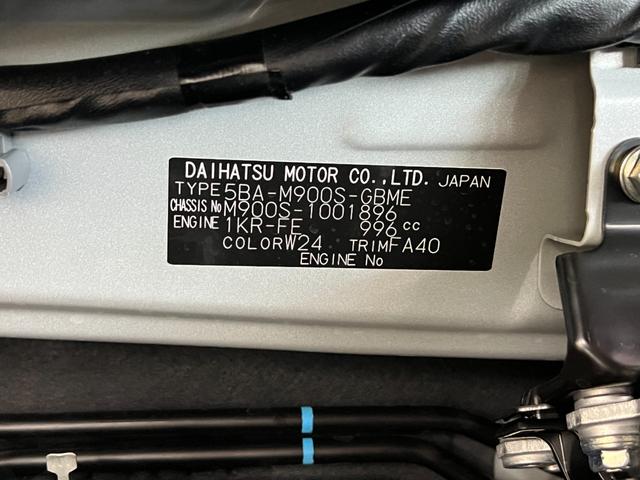 DAIHATSU MOTOR CO.,LTD. JAPAN
TYPE 5BA-M900S-GBME
CHASSIS No M900S-1001896
ENGINE 1KR-FE 996 cc
COLOR W24 TRIM FA40
ENGINE No